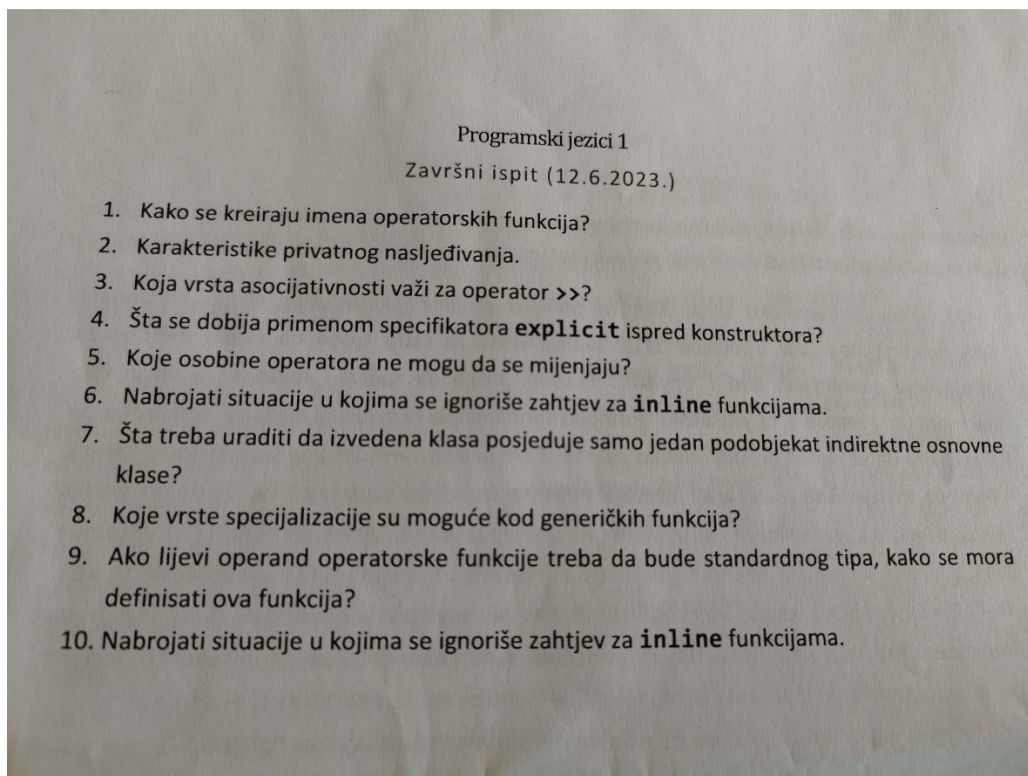 Programski jezici 1
Završni ispit (12.6.2023.)
1. Kako se kreiraju imena operatorskih funkcija?
2. Karakteristike privatnog nasljeđivanja.
3. Koja vrsta asocijativnosti važi za operator >>?
4. Šta se dobija primenom specifikatora explicit ispred konstruktora?
5. Koje osobine operatora ne mogu da se mijenjaju?
6. Nabrojati situacije u kojima se ignoriše zahtjev za inline funkcijama.
7. Šta treba uraditi da izvedena klasa posjeduje samo jedan podobjekat indirektne osnovne
klase?
8. Koje vrste specijalizacije su moguće kod generičkih funkcija?
9. Ako lijevi operand operatorske funkcije treba da bude standardnog tipa, kako se mora
definisati ova funkcija?
10. Nabrojati situacije u kojima se ignoriše zahtjev za inline funkcijama.